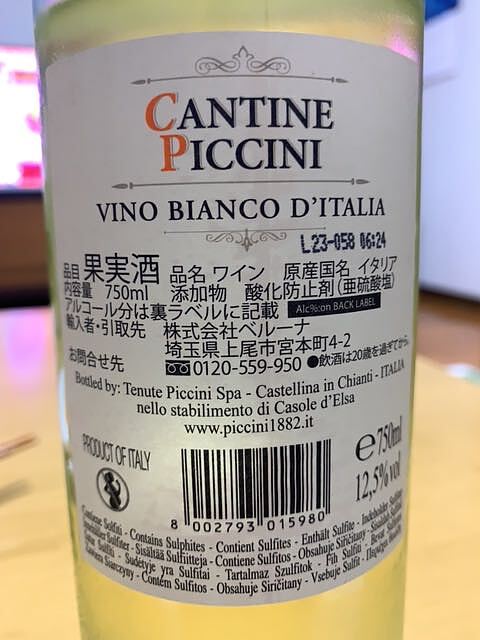 CANTINE
PICCINI
VINO BIANCO D'ITALIA
L23-058 06:24
品目 果実酒 品名 ワイン 原産国名 イタリア
内容量 750ml 添加物 酸化防止剤(亜硫酸塩)
アルコール分は裏ラベルに記載 Alc%:on BACK LABEL
輸入者・引取先 株式会社ベルーナ
埼玉県上尾市宮本町4-2
お問合せ先 0120-559-950 ●飲酒は20歳を過ぎてから。
Bottled by: Tenute Piccini Spa - Castellina in Chianti - ITALIA
nello stabilimento di Casole d'Elsa
www.piccini1882.it
PRODUCT OF ITALY
e 750ml
12,5% vol
8 002793 015980
Contiene Solfiti - Contains Sulphites - Contient Sulfites - Enthält Sulfite - Indeholder
Sisältää Sulfiitteja - Contiene Sulfitos - Obsahuje Siričitany
Sulfiti - Sudétyje yra Sulfitai - Tartalmaz Szulfitok - Fih Sulfiti
Zawiera Siarczyny - Contém Sulfitos - Obsahuje Siričitany - Vsebuje Sulfit